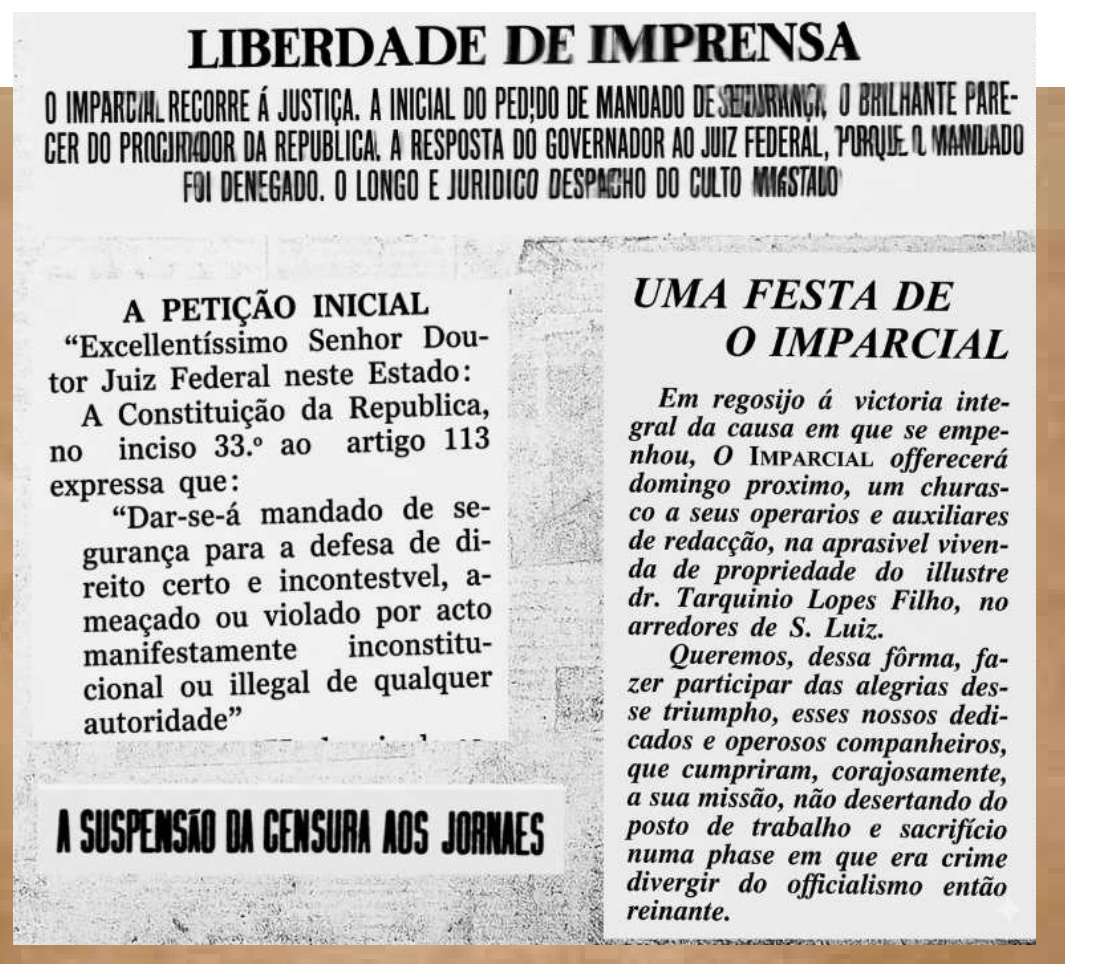 LIBERDADE DE IMPRENSA
O IMPARCIAL RECORRE Á JUSTIÇA. A INICIAL DO PED!DO DE MANDADO DE SEGURANÇA. O BRILHANTE PARE-
CER DO PROCURADOR DA REPUBLICA. A RESPOSTA DO GOVERNADOR AO JUIZ FEDERAL, PORQUE O MANDADO
FOI DENEGADO. O LONGO E JURIDICO DESPACHO DO CULTO
A PETIÇÃO INICIAL
“Excellentíssimo Senhor Dou-
tor Juiz Federal neste Estado:
A Constituição da Republica,
no inciso 33.º ao artigo 113
expressa que:
“Dar-se-á mandado de se-
gurança para a defesa de di-
reito certo e incontestvel, a-
meaçado ou violado por acto
manifestamente inconstitu-
cional ou illegal de qualquer
autoridade”
A SUSPENSÃO DA CENSURA AOS JORNAES
UMA FESTA DE
O IMPARCIAL
Em regosijo á victoria inte-
gral da causa em que se empe-
nhou, O IMPARCIAL offerecerá
domingo proximo, um churas-
co a seus operarios e auxiliares
de redacção, na aprasivel viven-
da de propriedade do illustre
dr. Tarquinio Lopes Filho, no
arredores de S. Luiz.
Queremos, dessa fôrma, fa-
zer participar das alegrias des-
se triumpho, esses nossos dedi-
cados e operosos companheiros,
que cumpriram, corajosamente,
a sua missão, não desertando do
posto de trabalho e sacrifício
numa phase em que era crime
divergir do officialismo então
reinante.